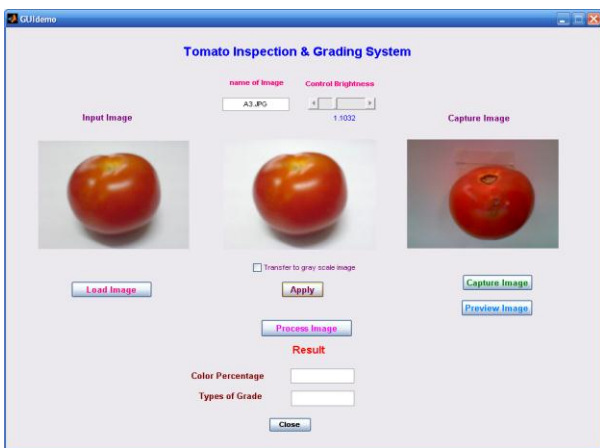 GUIdemo
Tomato Inspection & Grading System
name of Image
Control Brightness
A3.JPG
1.1032
Input Image
Capture Image
Transfer to gray scale image
Load Image
Apply
Capture Image
Preview Image
Process Image
Result
Color Percentage
Types of Grade
Close